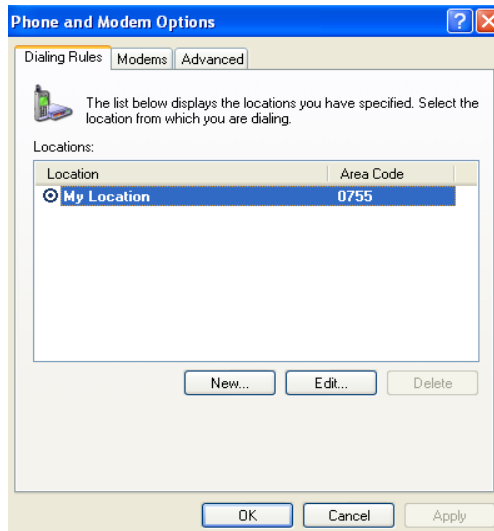 Phone and Modem Options
Dialing Rules Modems Advanced
The list below displays the locations you have specified. Select the
location from which you are dialing.
Locations:
Location Area Code
My Location 0755
New... Edit... Delete
OK Cancel Apply